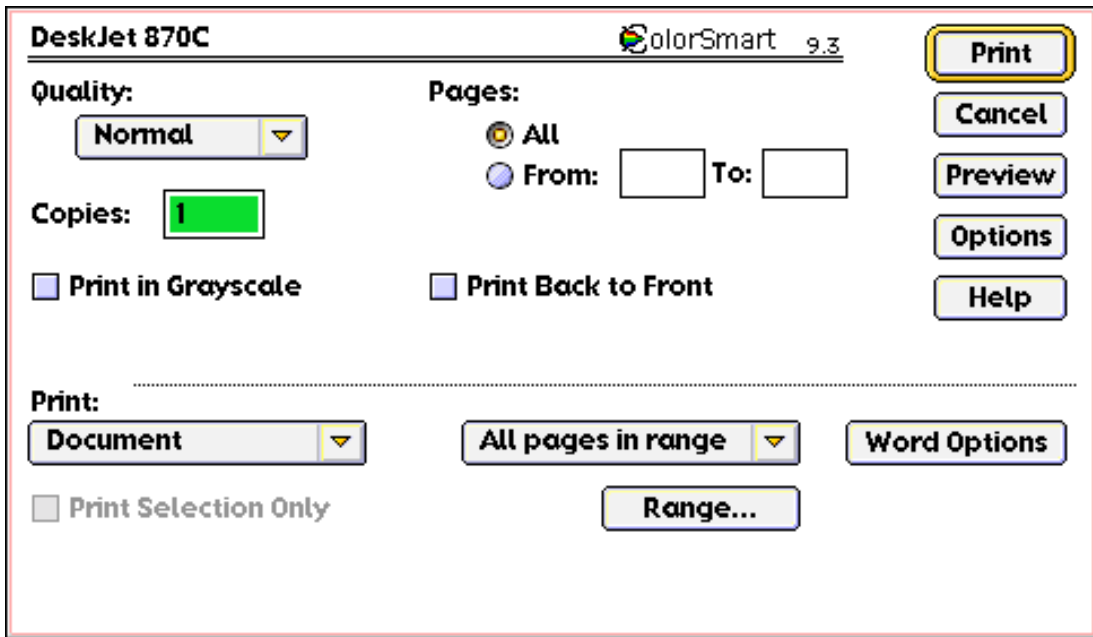 DeskJet 870C ColorSmart 9.3
Print
Quality: Pages:
Normal All
Cancel
From: To:
Preview
Copies: 1
Options
Print in Grayscale Print Back to Front
Help
Print:
Document All pages in range Word Options
Print Selection Only Range...